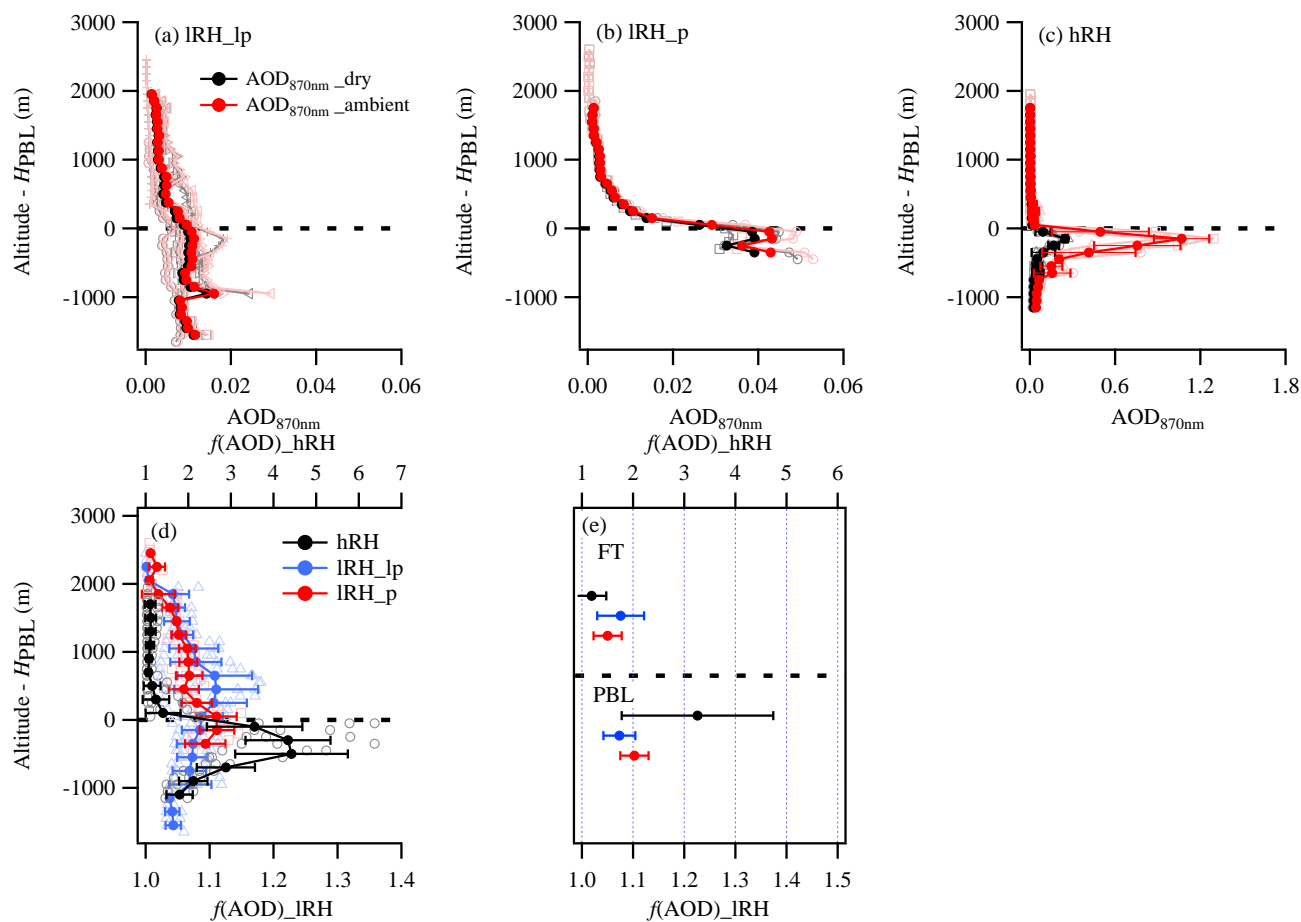 (a) lRH_lp
AOD870nm _dry
AOD870nm _ambient
Altitude - HPBL (m)
3000
2000
1000
0
-1000
0.00 0.02 0.04 0.06
AOD870nm
(b) lRH_p
Altitude - HPBL (m)
3000
2000
1000
0
-1000
0.00 0.02 0.04 0.06
AOD870nm
(c) hRH
Altitude - HPBL (m)
3000
2000
1000
0
-1000
0.0 0.6 1.2 1.8
AOD870nm
f(AOD)_hRH
1 2 3 4 5 6 7
(d)
hRH
lRH_lp
lRH_p
Altitude - HPBL (m)
3000
2000
1000
0
-1000
1.0 1.1 1.2 1.3 1.4
f(AOD)_lRH
f(AOD)_hRH
1 2 3 4 5 6
(e)
FT
PBL
1.0 1.1 1.2 1.3 1.4 1.5
f(AOD)_lRH